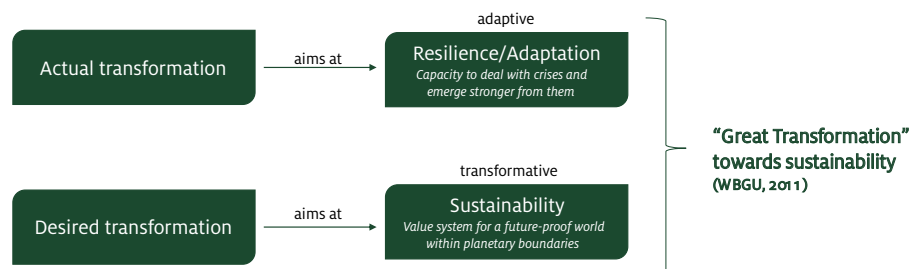 adaptive
Actual transformation
aims at
Resilience/Adaptation
Capacity to deal with crises and
emerge stronger from them
transformative
Desired transformation
aims at
Sustainability
Value system for a future-proof world
within planetary boundaries
“Great Transformation”
towards sustainability
(WBGU, 2011)